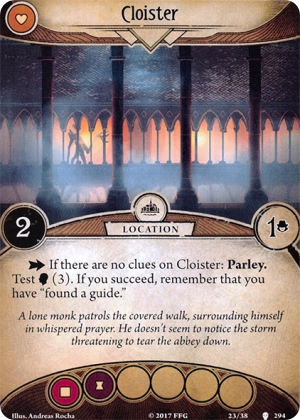 Cloister
2
LOCATION
1
If there are no clues on Cloister: Parley.
Test (3). If you succeed, remember that you
have "found a guide."
A lone monk patrols the covered walk, surrounding himself
in whispered prayer. He doesn't seem to notice the storm
threatening to tear the abbey down.
Illus. Andreas Rocha
© 2017 FFG
23/38
294